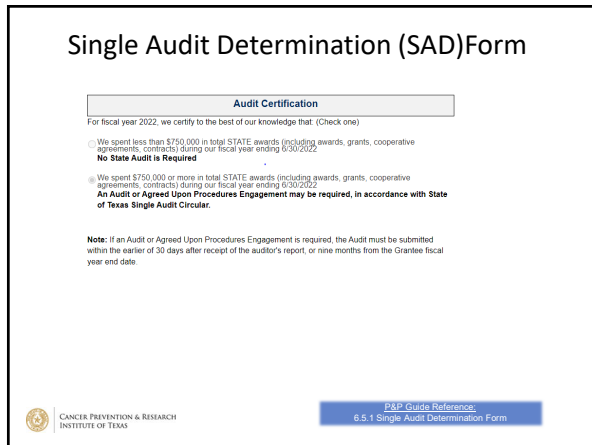 Single Audit Determination (SAD)Form
Audit Certification
For fiscal year 2022, we certify to the best of our knowledge that: (Check one)
We spent less than $750,000 in total STATE awards (including awards, grants, cooperative
agreements, contracts) during our fiscal year ending 6/30/2022
No State Audit is Required
We spent $750,000 or more in total STATE awards (including awards, grants, cooperative
agreements, contracts) during our fiscal year ending 6/30/2022
An Audit or Agreed Upon Procedures Engagement may be required, in accordance with State
of Texas Single Audit Circular.
Note: If an Audit or Agreed Upon Procedures Engagement is required, the Audit must be submitted
within the earlier of 30 days after receipt of the auditor's report, or nine months from the Grantee fiscal
year end date.
CANCER PREVENTION & RESEARCH
INSTITUTE OF TEXAS
P&P Guide Reference:
6.5.1 Single Audit Determination Form